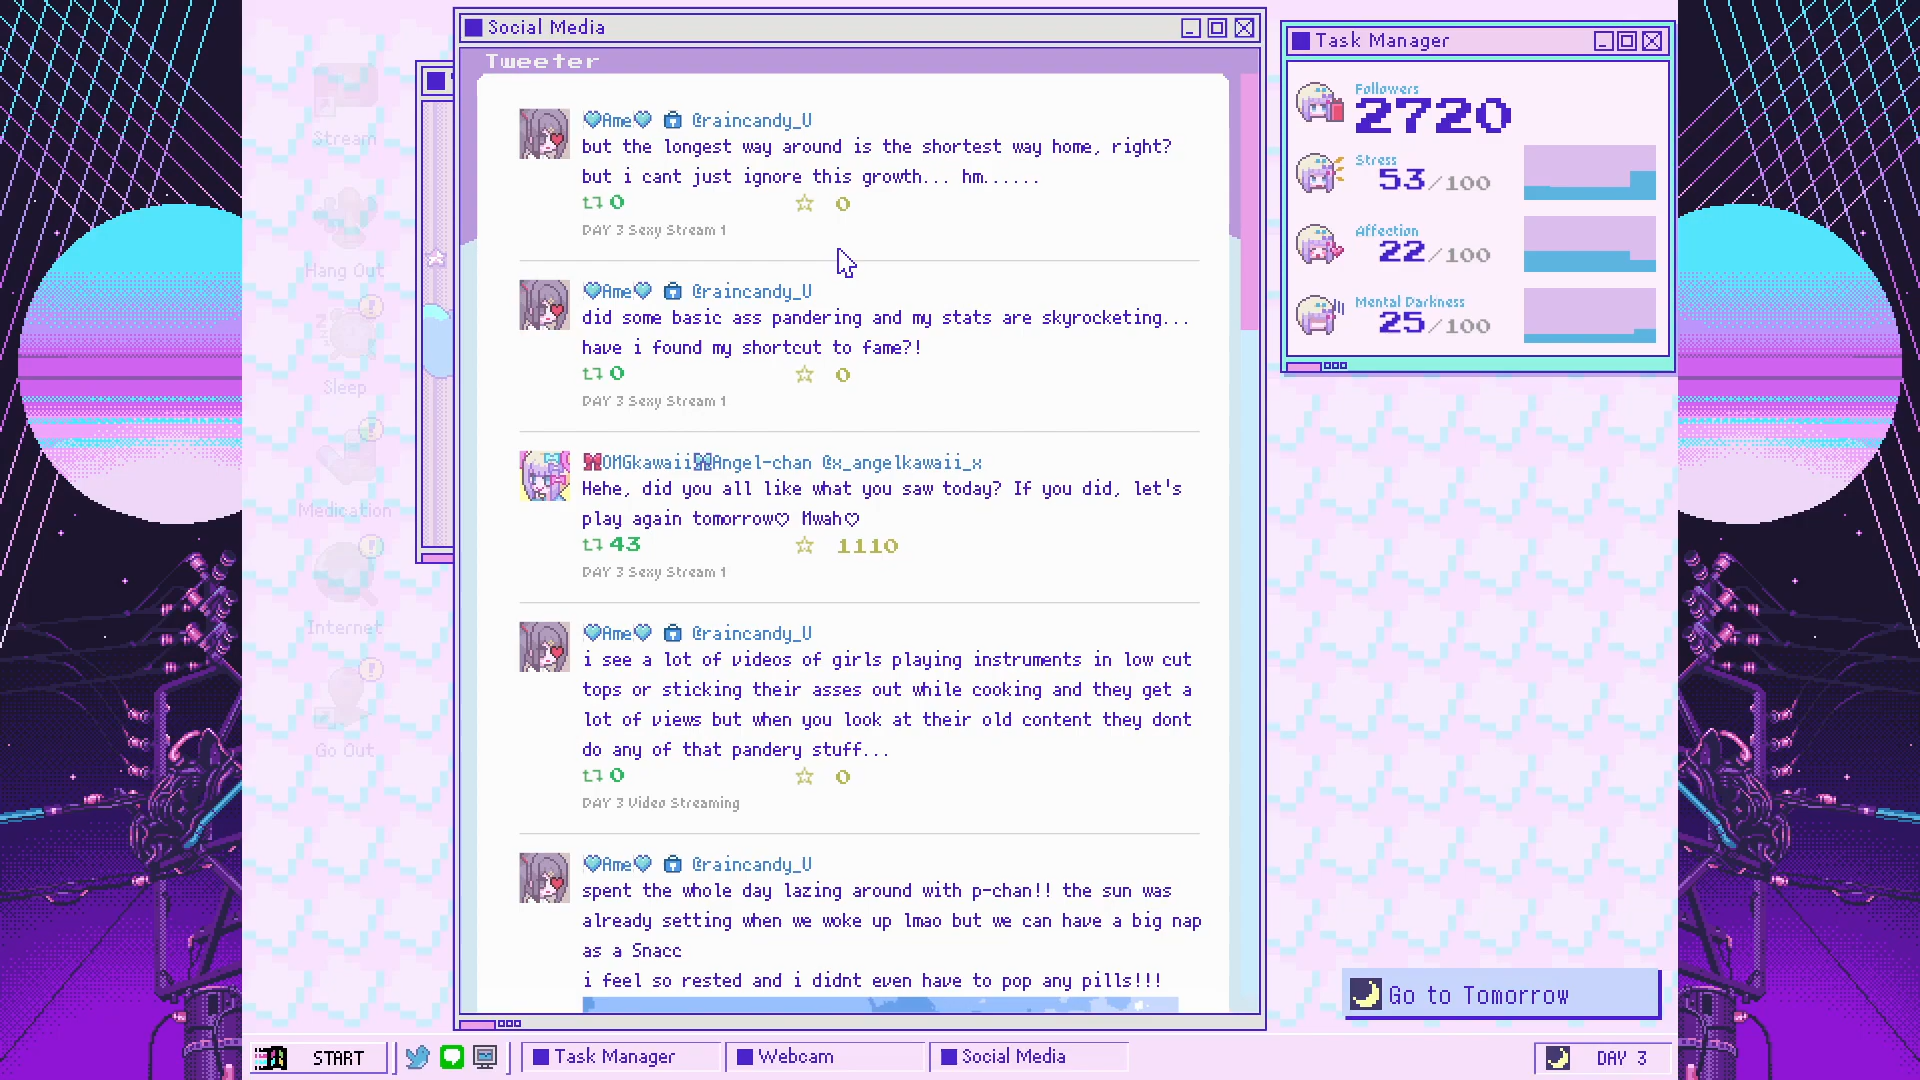 Social Media
Tweeter
Ame @raincandy_U
but the longest way around is the shortest way home, right?
but i cant just ignore this growth... hm......
0 0
DAY 3 Sexy Stream 1
Ame @raincandy_U
did some basic ass pandering and my stats are skyrocketing...
have i found my shortcut to fame?!
0 0
DAY 3 Sexy Stream 1
OMGkawaii Angel-chan @x_angelkawaii_x
Hehe, did you all like what you saw today? If you did, let's
play again tomorrow♡ Mwah♡
43 1110
DAY 3 Sexy Stream 1
Ame @raincandy_U
i see a lot of videos of girls playing instruments in low cut
tops or sticking their asses out while cooking and they get a
lot of views but when you look at their old content they dont
do any of that pandery stuff...
0 0
DAY 3 Video Streaming
Ame @raincandy_U
spent the whole day lazing around with p-chan!! the sun was
already setting when we woke up lmao but we can have a big nap
as a Snacc
i feel so rested and i didnt even have to pop any pills!!!
Task Manager
Followers
2720
Stress
53/100
Affection
22/100
Mental Darkness
25/100
Stream
Hang Out
Sleep
Medication
Internet
Go Out
Go to Tomorrow
START
Task Manager
Webcam
Social Media
DAY 3